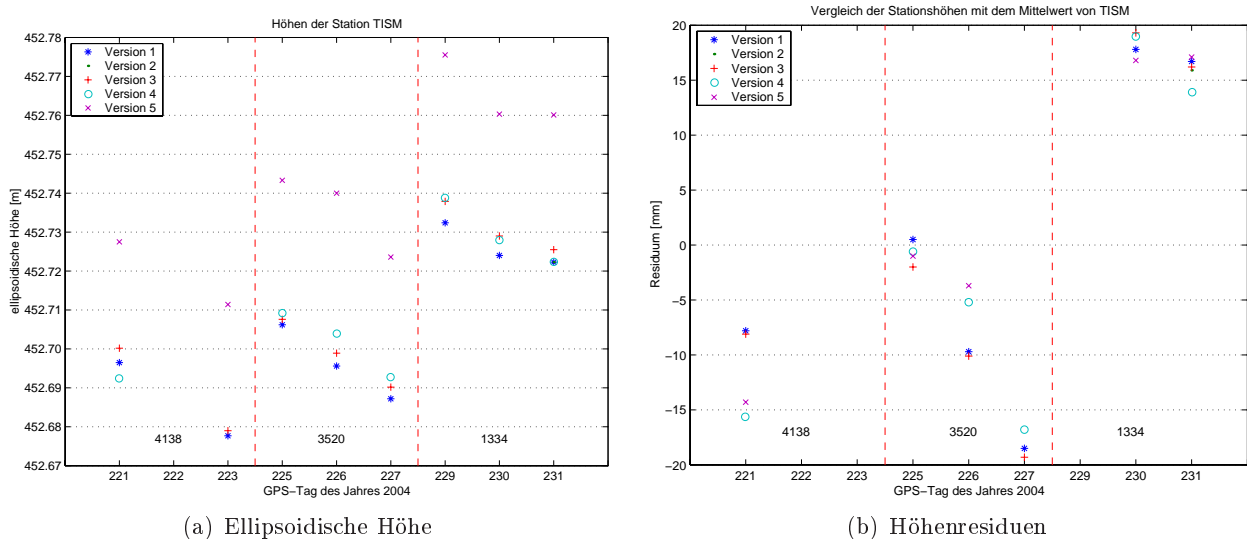 Höhen der Station TISM
452.78
452.77
452.76
452.75
452.74
452.73
452.72
452.71
452.70
452.69
452.68
452.67
ellipsoidische Höhe [m]
Version 1
Version 2
Version 3
Version 4
Version 5
4138
3520
1334
221 222 223 225 226 227 229 230 231
GPS−Tag des Jahres 2004
(a) Ellipsoidische Höhe
Vergleich der Stationshöhen mit dem Mittelwert von TISM
20
15
10
5
0
−5
−10
−15
−20
Residuum [mm]
Version 1
Version 2
Version 3
Version 4
Version 5
4138
3520
1334
221 222 223 225 226 227 229 230 231
GPS−Tag des Jahres 2004
(b) Höhenresiduen